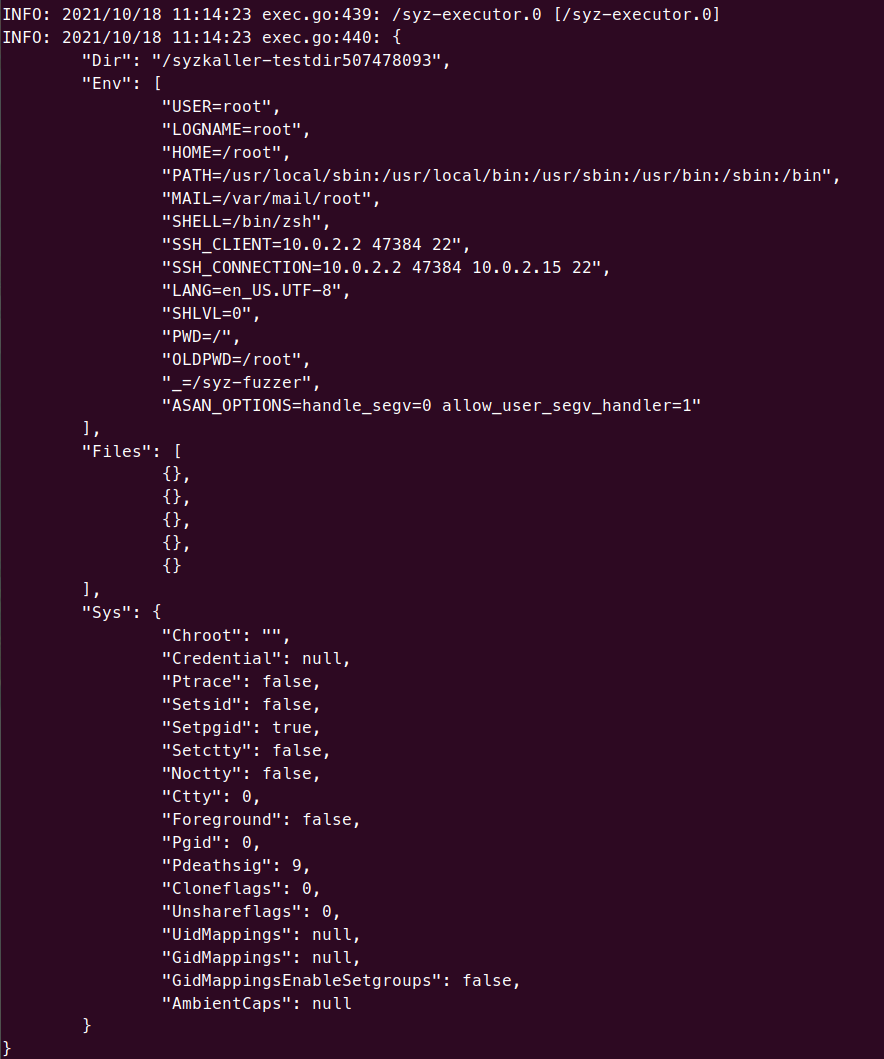 INFO: 2021/10/18 11:14:23 exec.go:439: /syz-executor.0 [/syz-executor.0]
INFO: 2021/10/18 11:14:23 exec.go:440: {
        "Dir": "/syzkaller-testdir507478093",
        "Env": [
                "USER=root",
                "LOGNAME=root",
                "HOME=/root",
                "PATH=/usr/local/sbin:/usr/local/bin:/usr/sbin:/usr/bin:/sbin:/bin",
                "MAIL=/var/mail/root",
                "SHELL=/bin/zsh",
                "SSH_CLIENT=10.0.2.2 47384 22",
                "SSH_CONNECTION=10.0.2.2 47384 10.0.2.15 22",
                "LANG=en_US.UTF-8",
                "SHLVL=0",
                "PWD=/",
                "OLDPWD=/root",
                "_=/syz-fuzzer",
                "ASAN_OPTIONS=handle_segv=0 allow_user_segv_handler=1"
        ],
        "Files": [
                {},
                {},
                {},
                {},
                {}
        ],
        "Sys": {
                "Chroot": "",
                "Credential": null,
                "Ptrace": false,
                "Setsid": false,
                "Setpgid": true,
                "Setctty": false,
                "Noctty": false,
                "Ctty": 0,
                "Foreground": false,
                "Pgid": 0,
                "Pdeathsig": 9,
                "Cloneflags": 0,
                "Unshareflags": 0,
                "UidMappings": null,
                "GidMappings": null,
                "GidMappingsEnableSetgroups": false,
                "AmbientCaps": null
        }
}